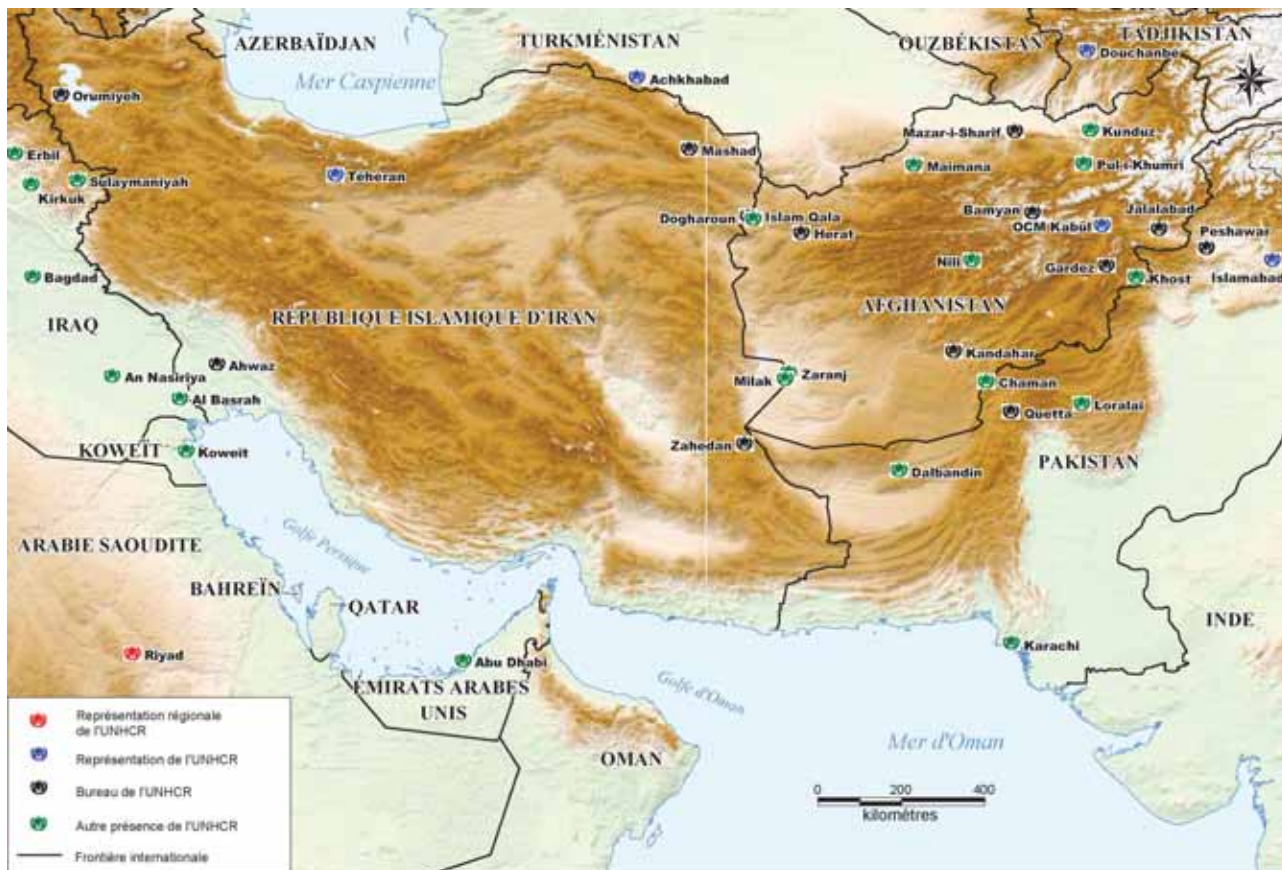 AZERBAÏDJAN
TURKMÉNISTAN
OUZBÉKISTAN
TADJIKISTAN
Mer Caspienne
Achkhabad
Douchanbe
Orumiyeh
Mashad
Mazar-i-Sharif
Kunduz
Erbil
Sulaymaniyah
Kirkuk
Téhéran
Maimana
Pul-i-Khumri
Dogharoun
Islam Qala
Herat
Bamyan
OCM Kabúl
Jalalabad
Peshawar
Bagdad
Nili
Gardez
Khost
Islamabad
IRAQ
RÉPUBLIQUE ISLAMIQUE D'IRAN
AFGHANISTAN
Ahwaz
Kandahar
An Nasiriya
Milak
Zaranj
Chaman
Al Basrah
Quetta
Loralai
KOWEÏT
Koweit
Zahedan
Dalbandin
PAKISTAN
Golfe Persique
ARABIE SAOUDITE
BAHREÏN
QATAR
INDE
Riyad
Abu Dhabi
Karachi
ÉMIRATS ARABES
UNIS
Golfe d'Oman
OMAN
Mer d'Oman
Représentation régionale
de l'UNHCR
Représentation de l'UNHCR
Bureau de l'UNHCR
Autre présence de l'UNHCR
Frontière internationale
0 200 400
kilomètres